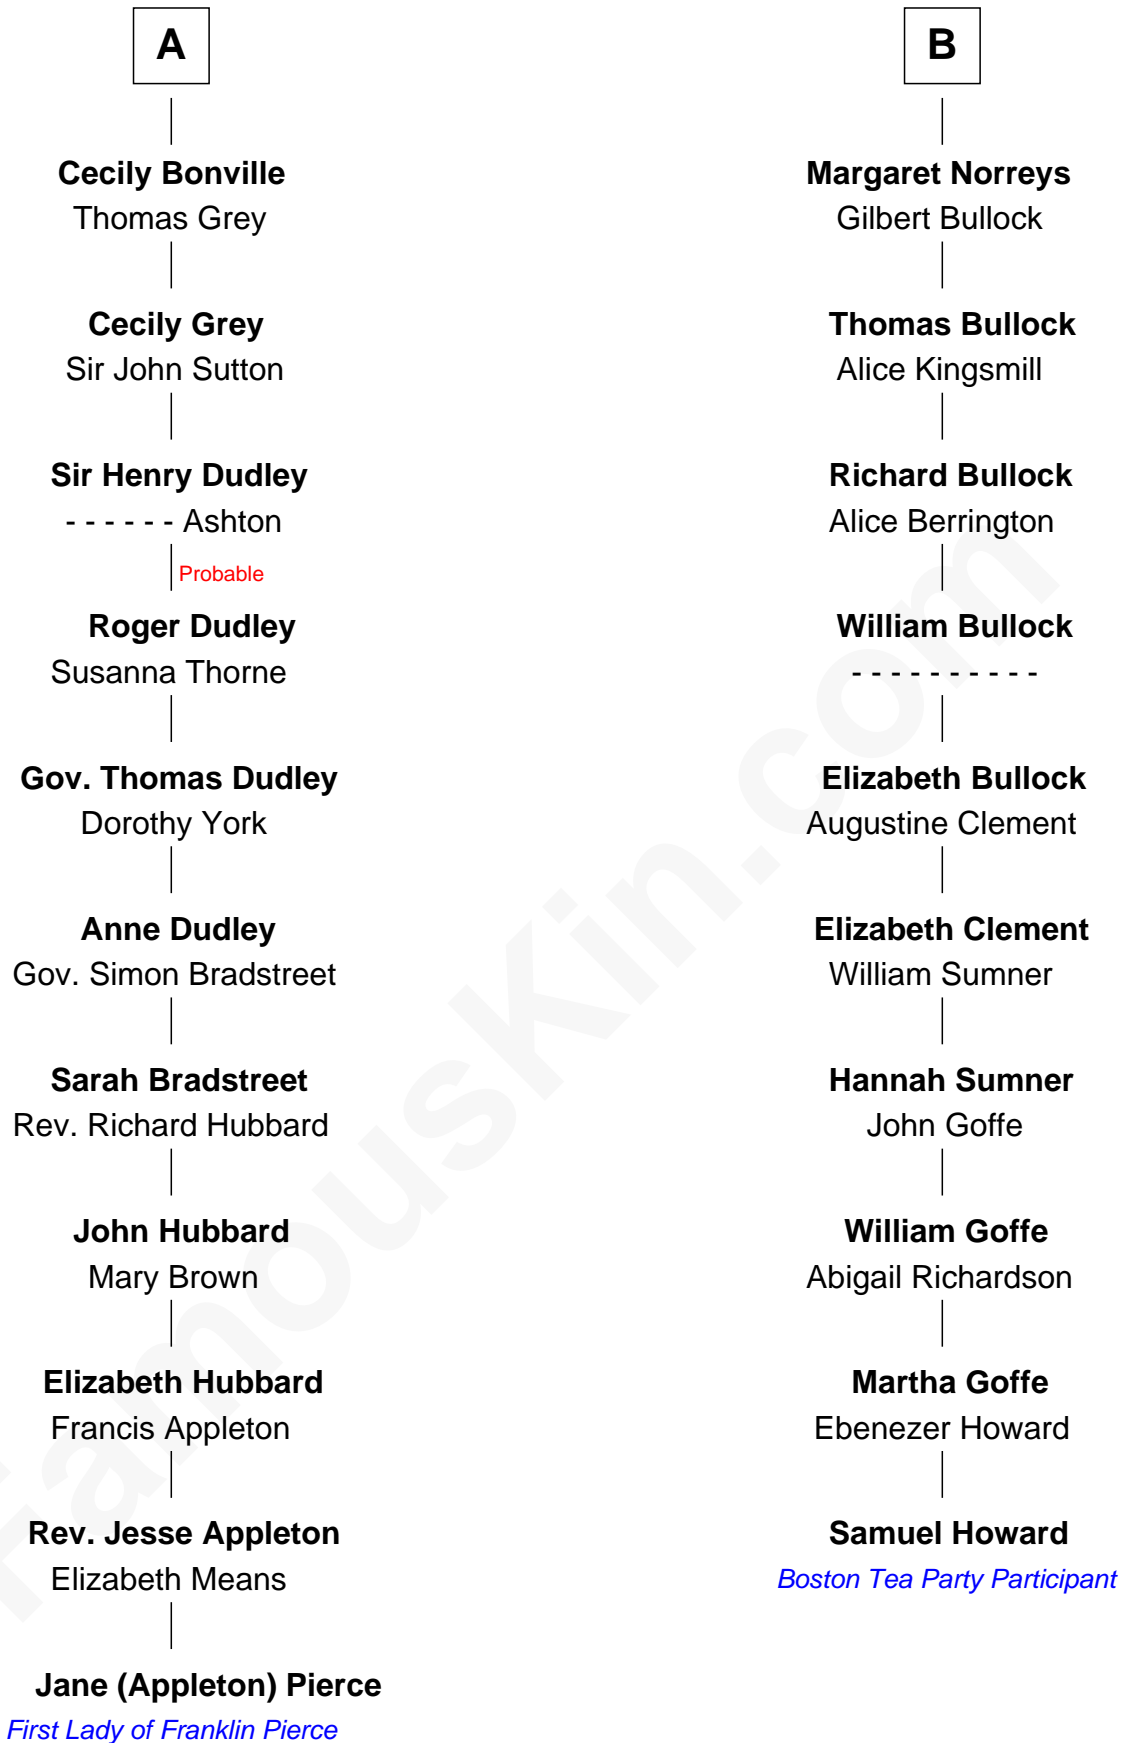 A
Cecily Bonville
Thomas Grey
Cecily Grey
Sir John Sutton
Sir Henry Dudley
- - - - - - Ashton
Probable
Roger Dudley
Susanna Thorne
Gov. Thomas Dudley
Dorothy York
Anne Dudley
Gov. Simon Bradstreet
Sarah Bradstreet
Rev. Richard Hubbard
John Hubbard
Mary Brown
Elizabeth Hubbard
Francis Appleton
Rev. Jesse Appleton
Elizabeth Means
Jane (Appleton) Pierce
First Lady of Franklin Pierce
B
Margaret Norreys
Gilbert Bullock
Thomas Bullock
Alice Kingsmill
Richard Bullock
Alice Berrington
William Bullock
- - - - - - - - - -
Elizabeth Bullock
Augustine Clement
Elizabeth Clement
William Sumner
Hannah Sumner
John Goffe
William Goffe
Abigail Richardson
Martha Goffe
Ebenezer Howard
Samuel Howard
Boston Tea Party Participant
FamousKin.com